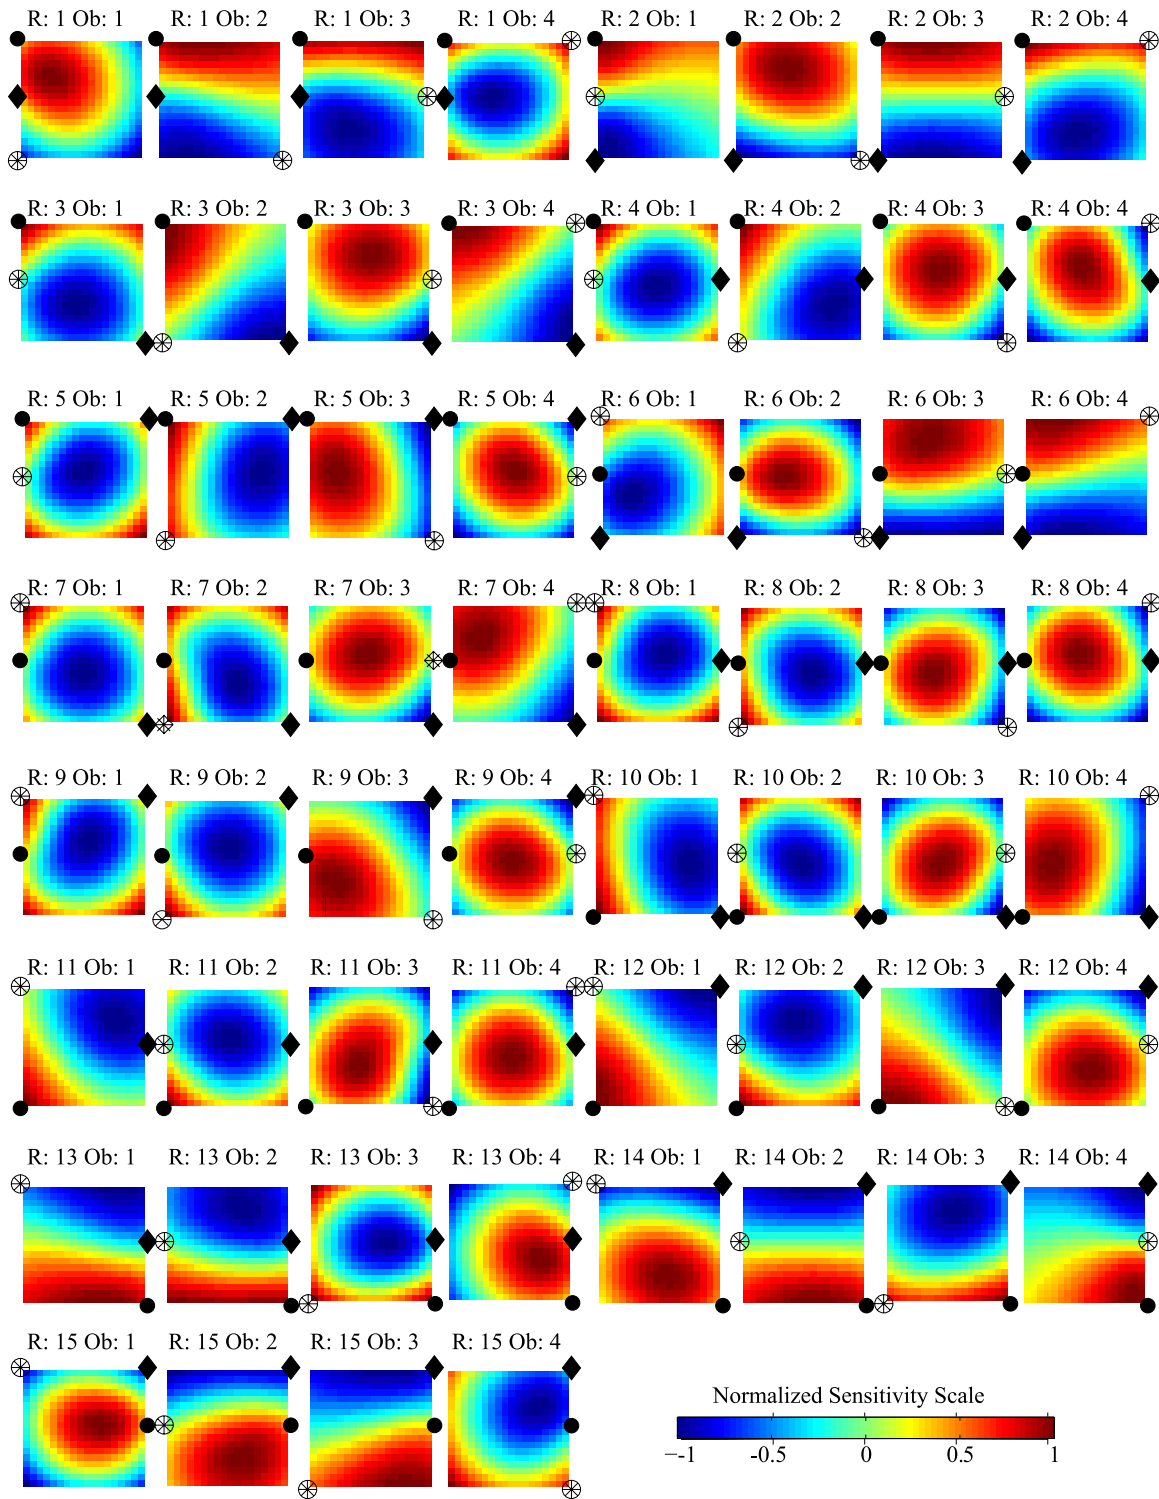 R: 1 Ob: 1 R: 1 Ob: 2 R: 1 Ob: 3 R: 1 Ob: 4 R: 2 Ob: 1 R: 2 Ob: 2 R: 2 Ob: 3 R: 2 Ob: 4
R: 3 Ob: 1 R: 3 Ob: 2 R: 3 Ob: 3 R: 3 Ob: 4 R: 4 Ob: 1 R: 4 Ob: 2 R: 4 Ob: 3 R: 4 Ob: 4
R: 5 Ob: 1 R: 5 Ob: 2 R: 5 Ob: 3 R: 5 Ob: 4 R: 6 Ob: 1 R: 6 Ob: 2 R: 6 Ob: 3 R: 6 Ob: 4
R: 7 Ob: 1 R: 7 Ob: 2 R: 7 Ob: 3 R: 7 Ob: 4 R: 8 Ob: 1 R: 8 Ob: 2 R: 8 Ob: 3 R: 8 Ob: 4
R: 9 Ob: 1 R: 9 Ob: 2 R: 9 Ob: 3 R: 9 Ob: 4 R: 10 Ob: 1 R: 10 Ob: 2 R: 10 Ob: 3 R: 10 Ob: 4
R: 11 Ob: 1 R: 11 Ob: 2 R: 11 Ob: 3 R: 11 Ob: 4 R: 12 Ob: 1 R: 12 Ob: 2 R: 12 Ob: 3 R: 12 Ob: 4
R: 13 Ob: 1 R: 13 Ob: 2 R: 13 Ob: 3 R: 13 Ob: 4 R: 14 Ob: 1 R: 14 Ob: 2 R: 14 Ob: 3 R: 14 Ob: 4
R: 15 Ob: 1 R: 15 Ob: 2 R: 15 Ob: 3 R: 15 Ob: 4
Normalized Sensitivity Scale
−-1 -0.5 0 0.5 1